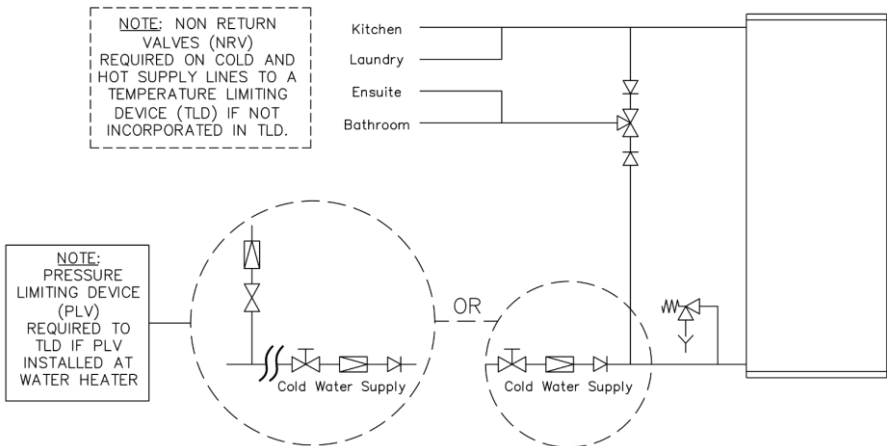 NOTE: NON RETURN
VALVES (NRV)
REQUIRED ON COLD AND
HOT SUPPLY LINES TO A
TEMPERATURE LIMITING
DEVICE (TLD) IF NOT
INCORPORATED IN TLD.
Kitchen
Laundry
Ensuite
Bathroom
NOTE:
PRESSURE
LIMITING DEVICE
(PLV)
REQUIRED TO
TLD IF PLV
INSTALLED AT
WATER HEATER
OR
Cold Water Supply
Cold Water Supply